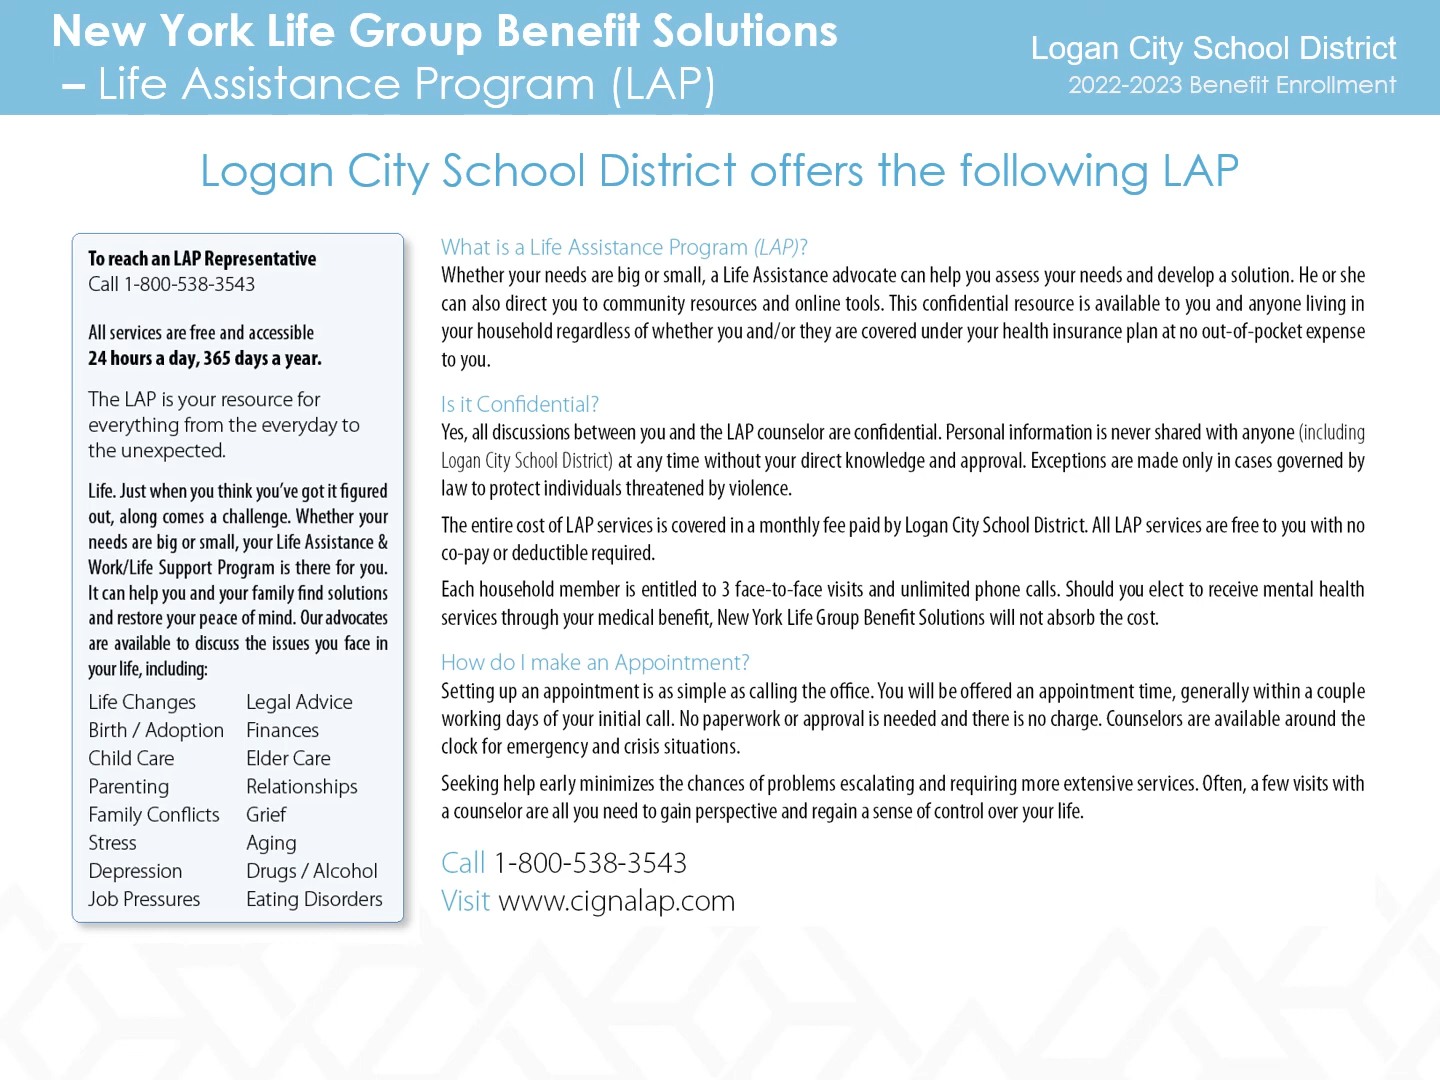 New York Life Group Benefit Solutions
– Life Assistance Program (LAP)
Logan City School District
2022-2023 Benefit Enrollment
Logan City School District offers the following LAP
To reach an LAP Representative
Call 1-800-538-3543
All services are free and accessible
24 hours a day, 365 days a year.
The LAP is your resource for
everything from the everyday to
the unexpected.
Life. Just when you think you’ve got it figured
out, along comes a challenge. Whether your
needs are big or small, your Life Assistance &
Work/Life Support Program is there for you.
It can help you and your family find solutions
and restore your peace of mind. Our advocates
are available to discuss the issues you face in
your life, including:
Life Changes
Birth / Adoption
Child Care
Parenting
Family Conflicts
Stress
Depression
Job Pressures
Legal Advice
Finances
Elder Care
Relationships
Grief
Aging
Drugs / Alcohol
Eating Disorders
What is a Life Assistance Program (LAP)?
Whether your needs are big or small, a Life Assistance advocate can help you assess your needs and develop a solution. He or she
can also direct you to community resources and online tools. This confidential resource is available to you and anyone living in
your household regardless of whether you and/or they are covered under your health insurance plan at no out-of-pocket expense
to you.
Is it Confidential?
Yes, all discussions between you and the LAP counselor are confidential. Personal information is never shared with anyone (including
Logan City School District) at any time without your direct knowledge and approval. Exceptions are made only in cases governed by
law to protect individuals threatened by violence.
The entire cost of LAP services is covered in a monthly fee paid by Logan City School District. All LAP services are free to you with no
co-pay or deductible required.
Each household member is entitled to 3 face-to-face visits and unlimited phone calls. Should you elect to receive mental health
services through your medical benefit, New York Life Group Benefit Solutions will not absorb the cost.
How do I make an Appointment?
Setting up an appointment is as simple as calling the office. You will be offered an appointment time, generally within a couple
working days of your initial call. No paperwork or approval is needed and there is no charge. Counselors are available around the
clock for emergency and crisis situations.
Seeking help early minimizes the chances of problems escalating and requiring more extensive services. Often, a few visits with
a counselor are all you need to gain perspective and regain a sense of control over your life.
Call 1-800-538-3543
Visit www.cignalap.com